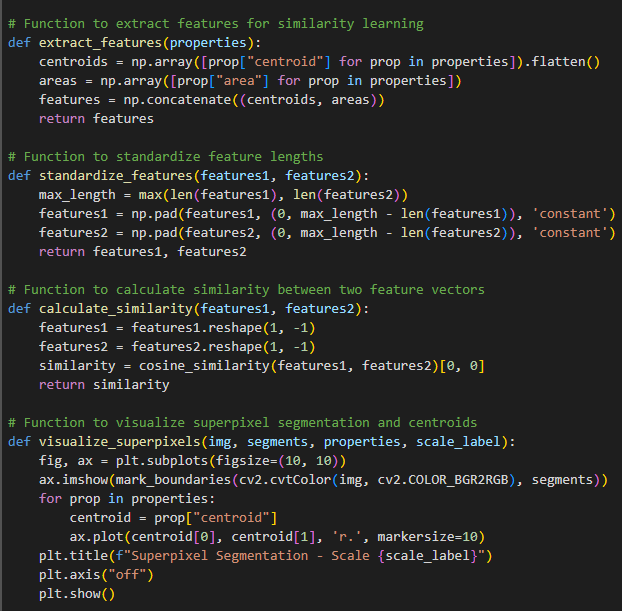 # Function to extract features for similarity learning
def extract_features(properties):
    centroids = np.array([prop["centroid"] for prop in properties]).flatten()
    areas = np.array([prop["area"] for prop in properties])
    features = np.concatenate((centroids, areas))
    return features

# Function to standardize feature lengths
def standardize_features(features1, features2):
    max_length = max(len(features1), len(features2))
    features1 = np.pad(features1, (0, max_length - len(features1)), 'constant')
    features2 = np.pad(features2, (0, max_length - len(features2)), 'constant')
    return features1, features2

# Function to calculate similarity between two feature vectors
def calculate_similarity(features1, features2):
    features1 = features1.reshape(1, -1)
    features2 = features2.reshape(1, -1)
    similarity = cosine_similarity(features1, features2)[0, 0]
    return similarity

# Function to visualize superpixel segmentation and centroids
def visualize_superpixels(img, segments, properties, scale_label):
    fig, ax = plt.subplots(figsize=(10, 10))
    ax.imshow(mark_boundaries(cv2.cvtColor(img, cv2.COLOR_BGR2RGB), segments))
    for prop in properties:
        centroid = prop["centroid"]
        ax.plot(centroid[0], centroid[1], 'r.', markersize=10)
    plt.title(f"Superpixel Segmentation - Scale {scale_label}")
    plt.axis("off")
    plt.show()